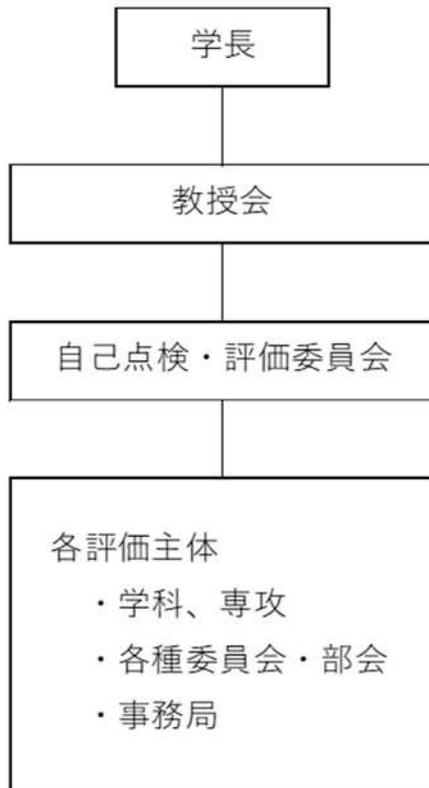 学長
教授会
自己点検・評価委員会
各評価主体
・学科、専攻
・各種委員会・部会
・事務局